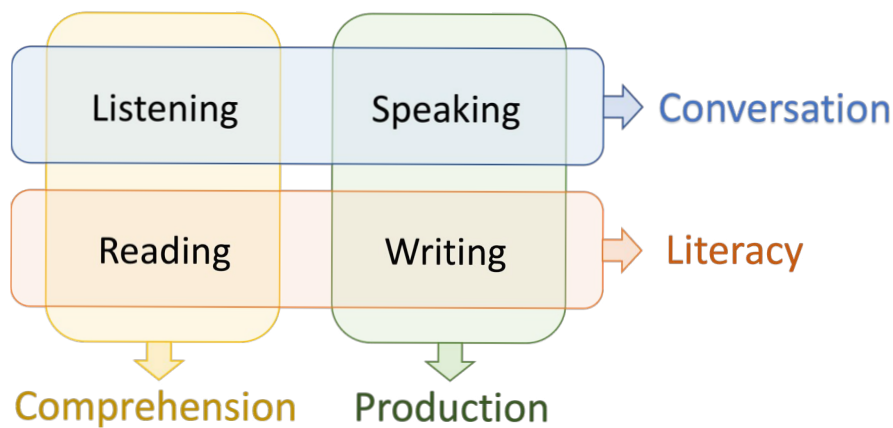 Listening Speaking Conversation
Reading Writing Literacy
Comprehension Production